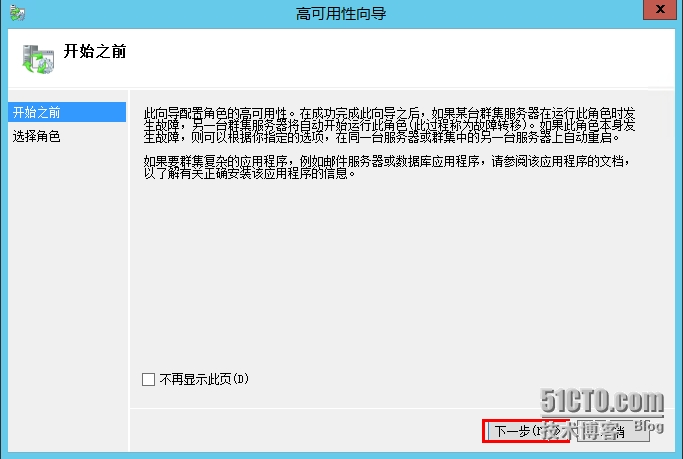 高可用性向导
开始之前
开始之前
选择角色
此向导配置角色的高可用性。在成功完成此向导之后，如果某台群集服务器在运行此角色时发
生故障，另一台群集服务器将自动开始运行此角色(此过程称为故障转移)。如果此角色本身发
生故障，则可以根据你指定的选项，在同一台服务器或群集中的另一台服务器上自动重启。
如果要群集复杂的应用程序，例如邮件服务器或数据库应用程序，请参阅该应用程序的文档，
以了解有关正确安装该应用程序的信息。
不再显示此页(D)
下一步(
消
51CTO.com
技术博客 Blog